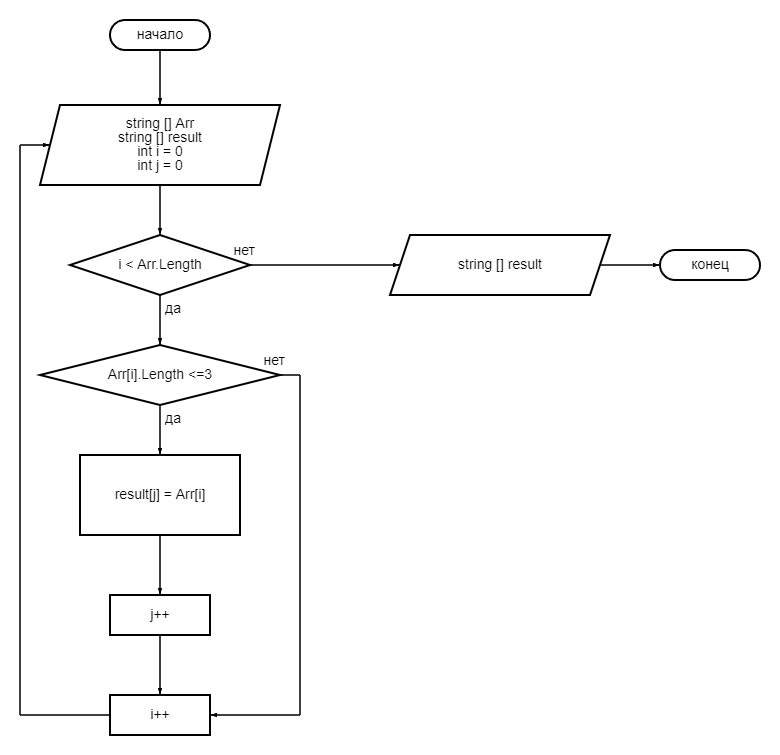 начало
string [] Arr
string [] result
int i = 0
int j = 0
i < Arr.Length
нет
string [] result
конец
да
Arr[i].Length <=3
нет
да
result[j] = Arr[i]
j++
i++